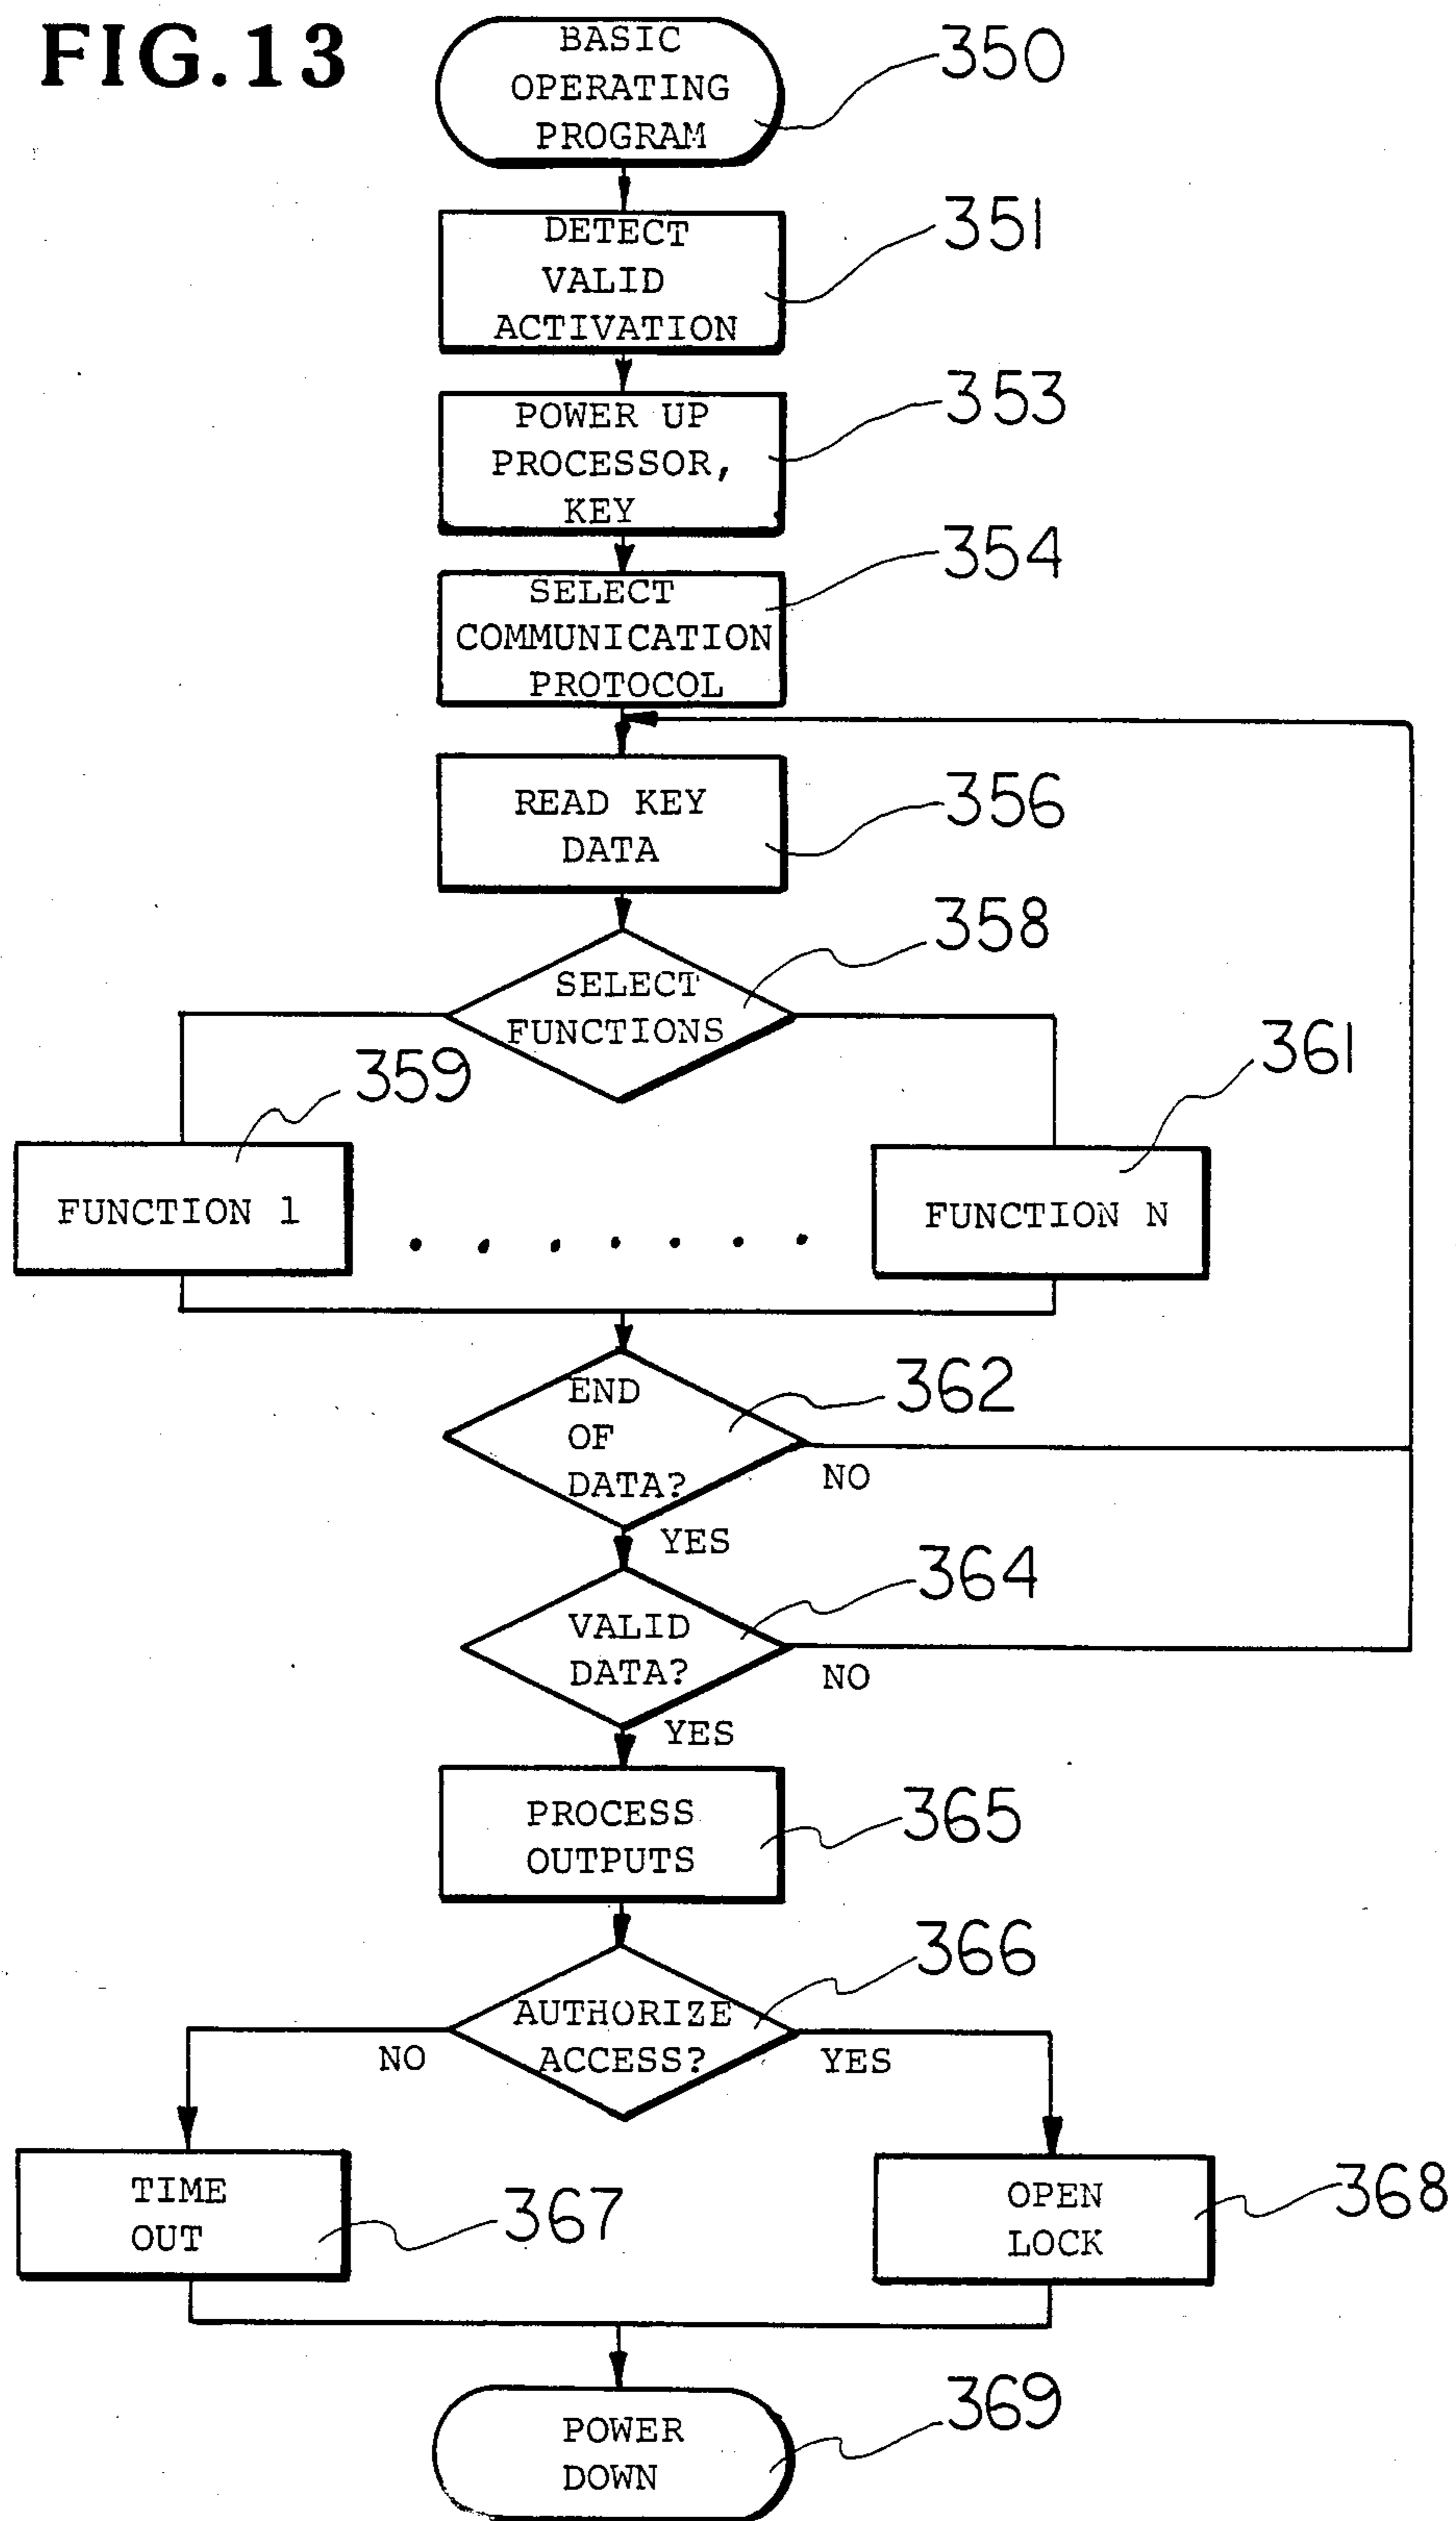 FIG.13
BASIC
OPERATING
PROGRAM
350
DETECT
VALID
ACTIVATION
351
POWER UP
PROCESSOR,
KEY
353
SELECT
COMMUNICATION
PROTOCOL
354
READ KEY
DATA
356
SELECT
FUNCTIONS
358
FUNCTION 1
359
. . . . . . .
FUNCTION N
361
END
OF
DATA?
362
NO
YES
VALID
DATA?
364
NO
YES
PROCESS
OUTPUTS
365
AUTHORIZE
ACCESS?
366
NO
YES
TIME
OUT
367
OPEN
LOCK
368
POWER
DOWN
369